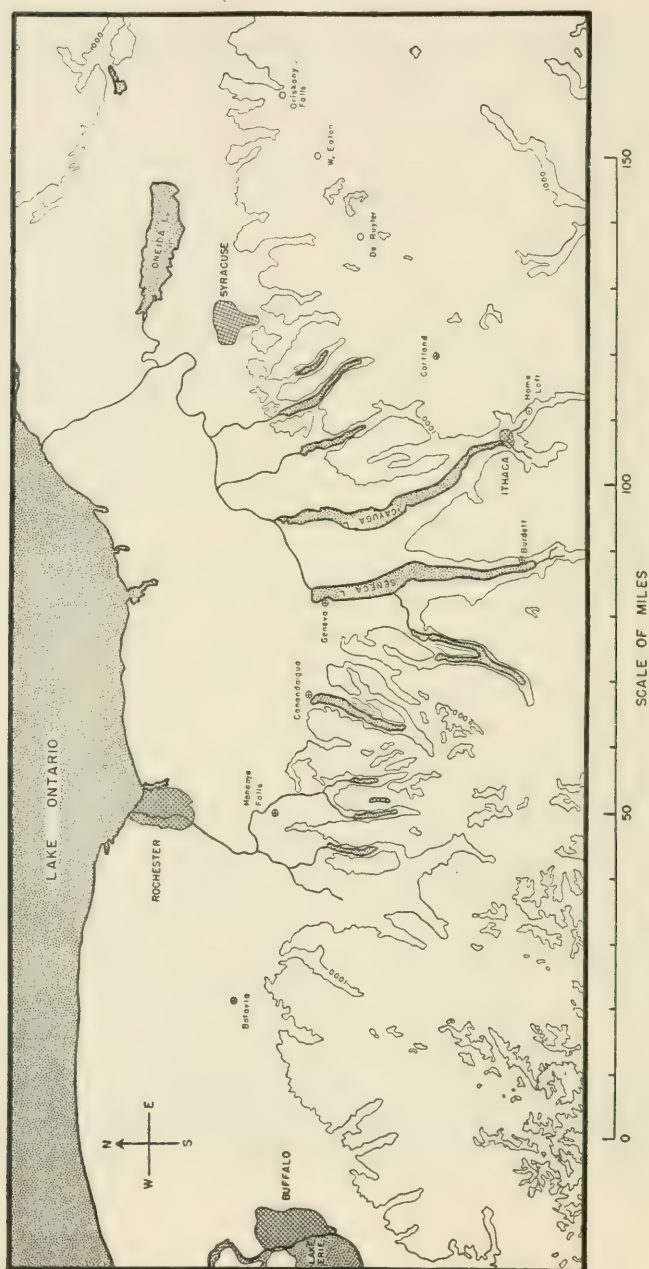 LAKE ONTARIO
1000
ONEIDA L.
Oriskany
Falls
W. Eaton
De Ruyter
SYRACUSE
ROCHESTER
Honeoye
Falls
Batavia
N
W E
S
BUFFALO
LAKE
ERIE
1000
Canandaigua
Geneva
1000
SENECA L.
CAYUGA L.
1000
Cortland
Burdett
ITHACA
Home
Loft
1000
0 50 100 150
SCALE OF MILES